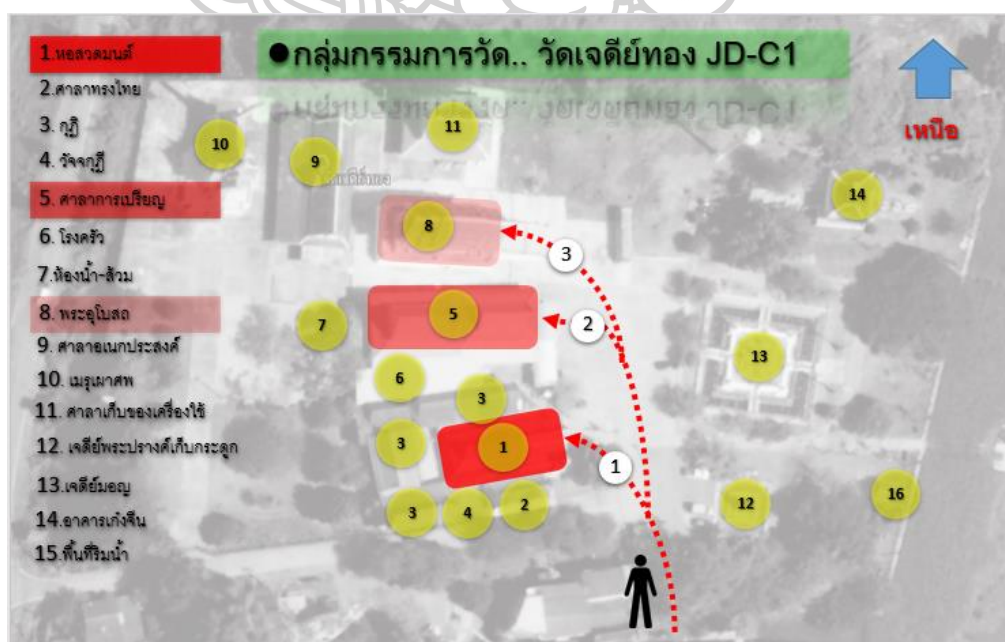 ●กลุ่มกรรมการวัด.. วัดเจดีย์ทอง JD-C1
เหนือ
1.หอสวดมนต์
2.ศาลาทรงไทย
3. กุฏิ
4. วัจจกุฎี
5. ศาลาการเปรียญ
6. โรงครัว
7.ห้องน้ำ-ส้วม
8. พระอุโบสถ
9. ศาลาอเนกประสงค์
10. เมรุเผาศพ
11. ศาลาเก็บของเครื่องใช้
12. เจดีย์พระปรางค์เก็บกระดูก
13.เจดีย์มอญ
14.อาคารเก๋งจีน
15.พื้นที่ริมน้ำ
10
9
11
14
8
3
7
5
2
13
6
3
3
1
1
3
4
2
12
16